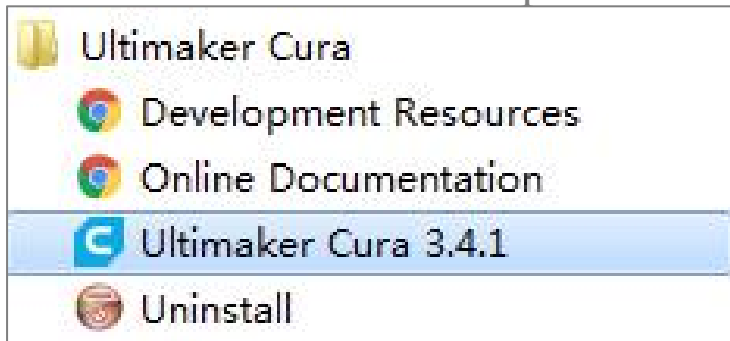 Ultimaker Cura
Development Resources
Online Documentation
Ultimaker Cura 3.4.1
Uninstall